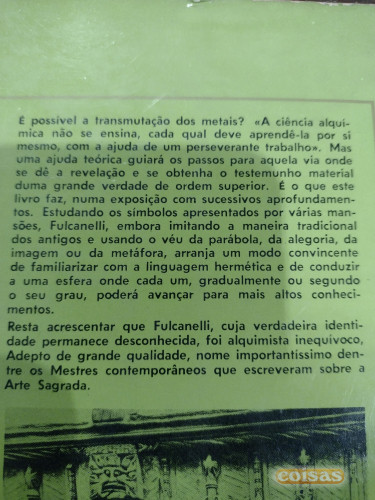 É possível a transmutação dos metais? «A ciência alquí-
mica não se ensina, cada qual deve aprendê-la por si
mesmo, com a ajuda de um perseverante trabalho». Mas
uma ajuda teórica guiará os passos para aquela via onde
se dê a revelação e se obtenha o testemunho material
duma grande verdade de ordem superior. É o que este
livro faz, numa exposição com sucessivos aprofundamen-
tos. Estudando os símbolos apresentados por várias man-
sões, Fulcanelli, embora imitando a maneira tradicional
dos antigos e usando o véu da parábola, da alegoria, da
imagem ou da metáfora, arranja um modo convincente
de familiarizar com a linguagem hermética e de conduzir
a uma esfera onde cada um, gradualmente ou segundo
o seu grau, poderá avançar para mais altos conheci-
mentos.
Resta acrescentar que Fulcanelli, cuja verdadeira identi-
dade permanece desconhecida, foi alquimista inequívoco,
Adepto de grande qualidade, nome importantíssimo den-
tre os Mestres contemporâneos que escreveram sobre a
Arte Sagrada.
coisas